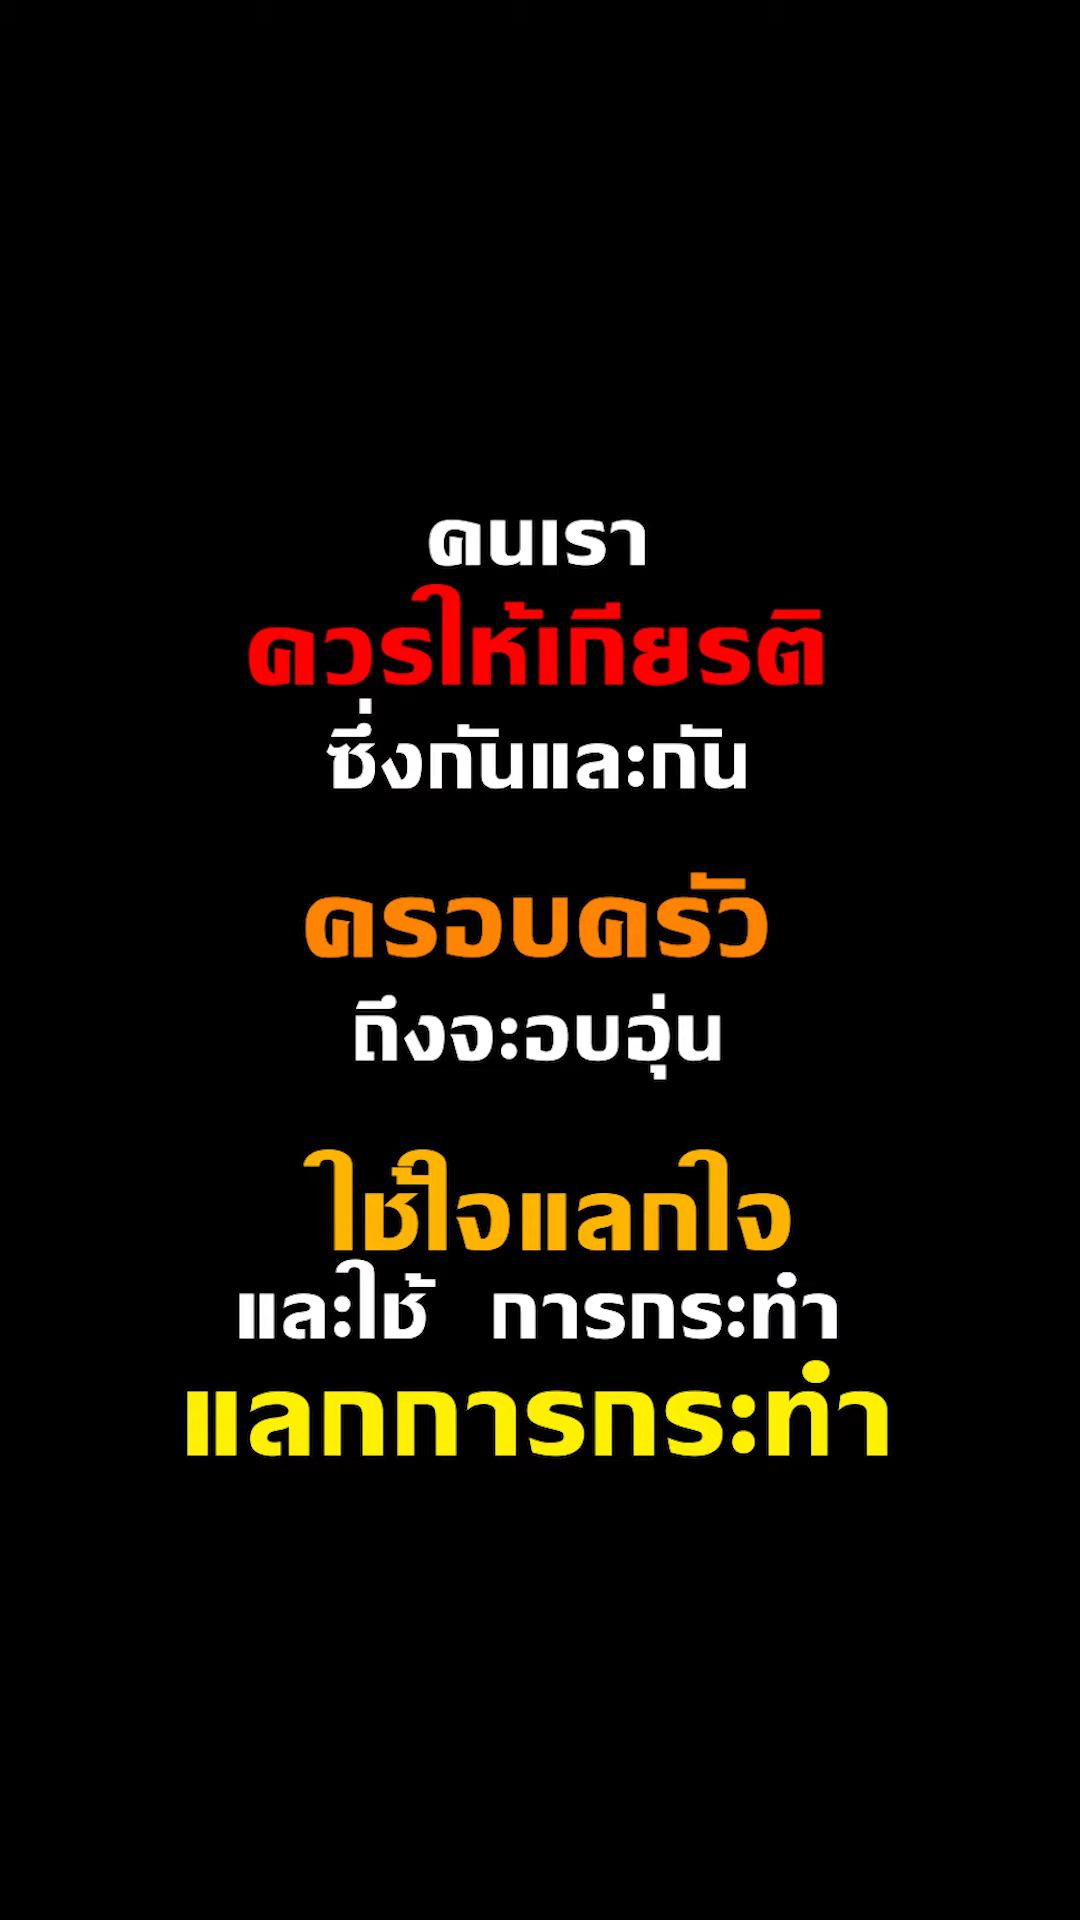 คนเรา
ควรให้เกียรติ
ซึ่งกันและกัน
ครอบครัว
ถึงจะอบอุ่น
ใช้ใจแลกใจ
และใช้ การกระทำ
แลกการกระทำ